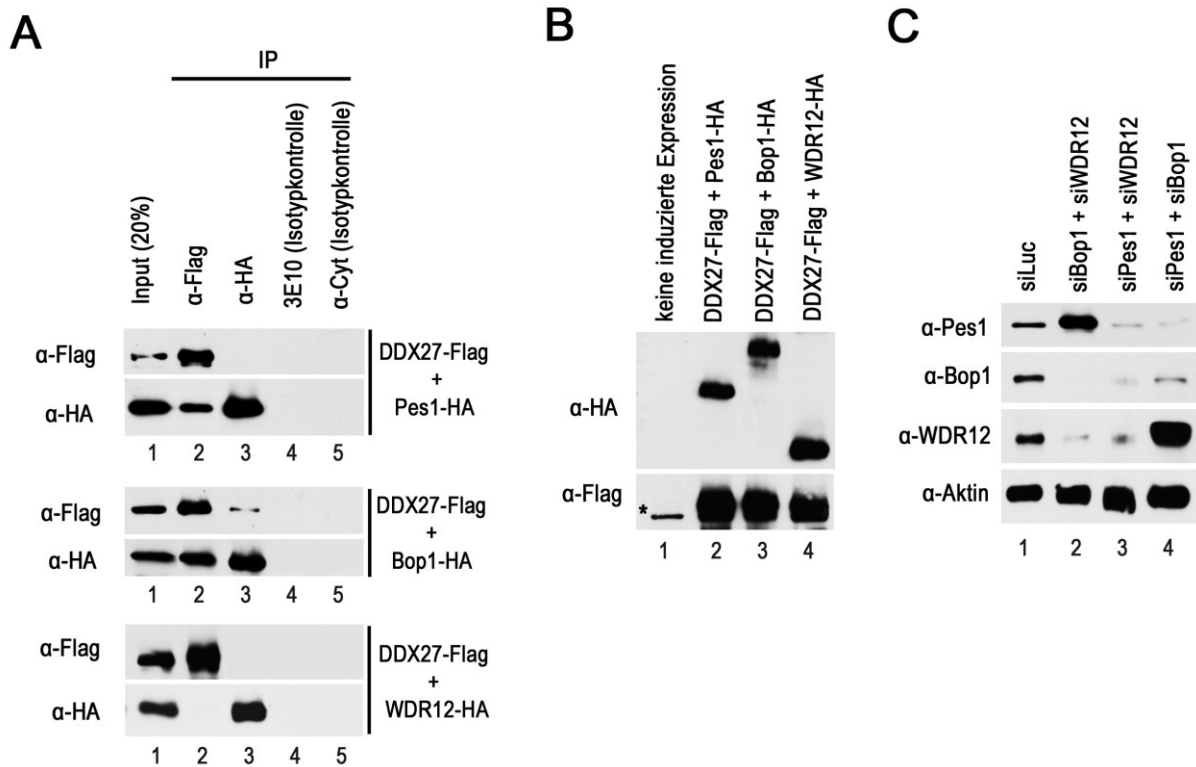 A
IP
Input (20%)
α-Flag
α-HA
3E10 (Isotypkontrolle)
α-Cyt (Isotypkontrolle)
α-Flag
α-HA
DDX27-Flag
+
Pes1-HA
1 2 3 4 5
α-Flag
α-HA
DDX27-Flag
+
Bop1-HA
1 2 3 4 5
α-Flag
α-HA
DDX27-Flag
+
WDR12-HA
1 2 3 4 5
B
keine induzierte Expression
DDX27-Flag + Pes1-HA
DDX27-Flag + Bop1-HA
DDX27-Flag + WDR12-HA
α-HA
α-Flag
*
1 2 3 4
C
siLuc
siBop1 + siWDR12
siPes1 + siWDR12
siPes1 + siBop1
α-Pes1
α-Bop1
α-WDR12
α-Aktin
1 2 3 4